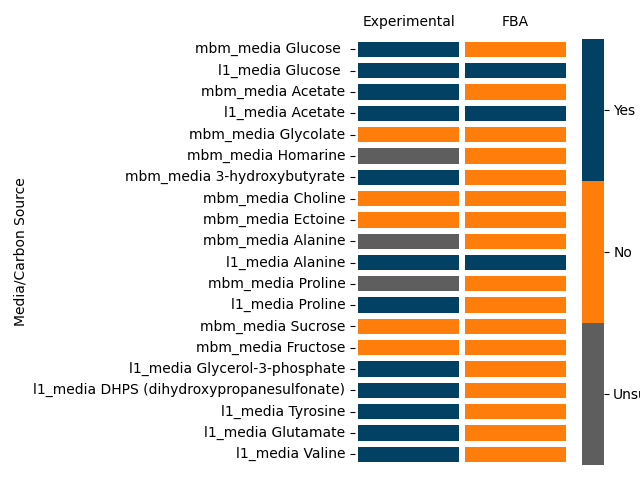 Experimental FBA
mbm_media Glucose
l1_media Glucose
mbm_media Acetate
l1_media Acetate
mbm_media Glycolate
mbm_media Homarine
mbm_media 3-hydroxybutyrate
mbm_media Choline
mbm_media Ectoine
mbm_media Alanine
l1_media Alanine
mbm_media Proline
l1_media Proline
mbm_media Sucrose
mbm_media Fructose
l1_media Glycerol-3-phosphate
l1_media DHPS (dihydroxypropanesulfonate)
l1_media Tyrosine
l1_media Glutamate
l1_media Valine
Media/Carbon Source
Yes
No
Unsu